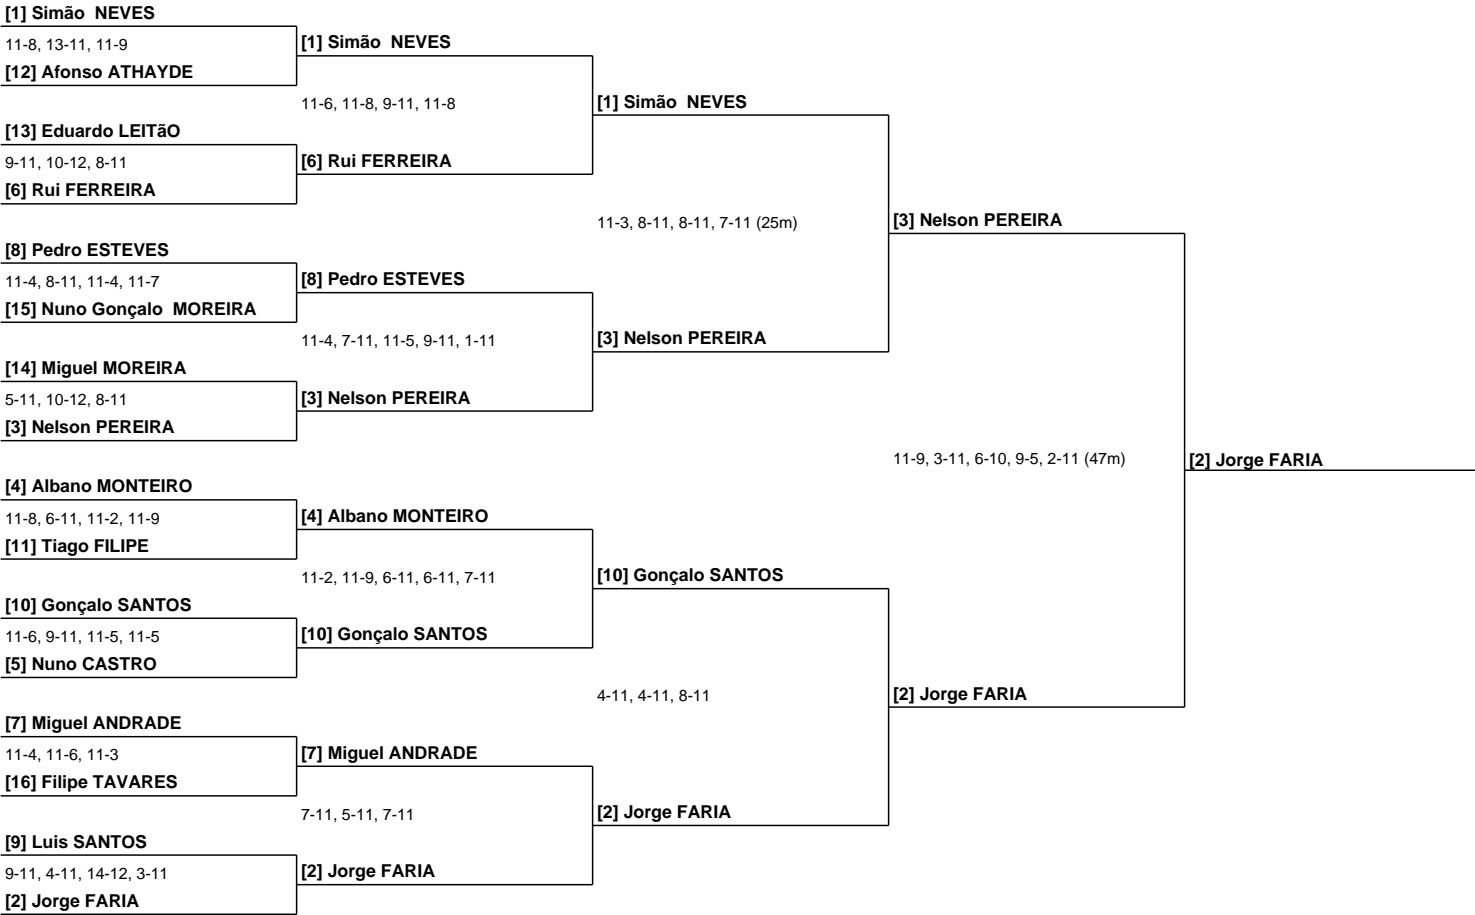 [1] Simão  NEVES
11-8, 13-11, 11-9
[12] Afonso ATHAYDE
[13] Eduardo LEITãO
9-11, 10-12, 8-11
[6] Rui FERREIRA
[8] Pedro ESTEVES
11-4, 8-11, 11-4, 11-7
[15] Nuno Gonçalo  MOREIRA
[14] Miguel MOREIRA
5-11, 10-12, 8-11
[3] Nelson PEREIRA
[4] Albano MONTEIRO
11-8, 6-11, 11-2, 11-9
[11] Tiago FILIPE
[10] Gonçalo SANTOS
11-6, 9-11, 11-5, 11-5
[5] Nuno CASTRO
[7] Miguel ANDRADE
11-4, 11-6, 11-3
[16] Filipe TAVARES
[9] Luis SANTOS
9-11, 4-11, 14-12, 3-11
[2] Jorge FARIA
[1] Simão  NEVES
11-6, 11-8, 9-11, 11-8
[6] Rui FERREIRA
[8] Pedro ESTEVES
11-4, 7-11, 11-5, 9-11, 1-11
[3] Nelson PEREIRA
[4] Albano MONTEIRO
11-2, 11-9, 6-11, 6-11, 7-11
[10] Gonçalo SANTOS
[7] Miguel ANDRADE
7-11, 5-11, 7-11
[2] Jorge FARIA
[1] Simão  NEVES
11-3, 8-11, 8-11, 7-11 (25m)
[3] Nelson PEREIRA
[10] Gonçalo SANTOS
4-11, 4-11, 8-11
[2] Jorge FARIA
[3] Nelson PEREIRA
11-9, 3-11, 6-10, 9-5, 2-11 (47m)
[2] Jorge FARIA
[2] Jorge FARIA